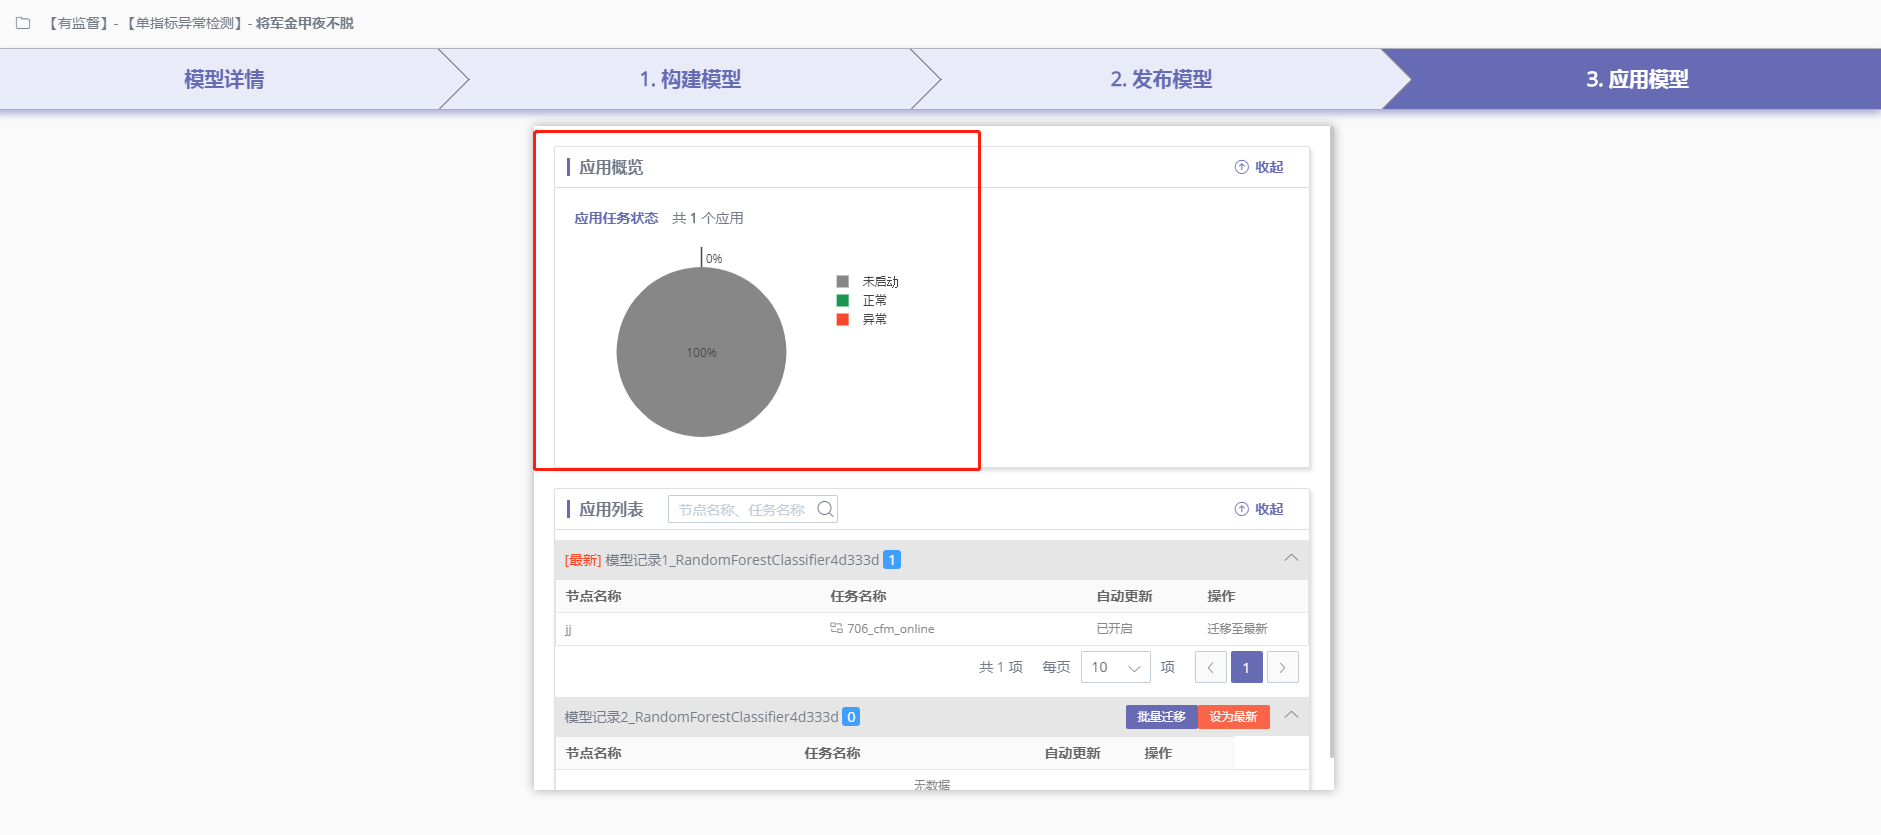 【有监督】-【单指标异常检测】- 将军金甲夜不脱
模型详情
1. 构建模型
2. 发布模型
3. 应用模型
应用概览
收起
应用任务状态 共 1 个应用
0%
100%
未启动
正常
异常
应用列表
节点名称、任务名称
收起
[最新] 模型记录1_RandomForestClassifier4d333d 1
节点名称 任务名称 自动更新 操作
jj 706_cfm_online 已开启 迁移至最新
共 1 项 每页 10 项 1
模型记录2_RandomForestClassifier4d333d 0
批量迁移 设为最新
节点名称 任务名称 自动更新 操作
无数据